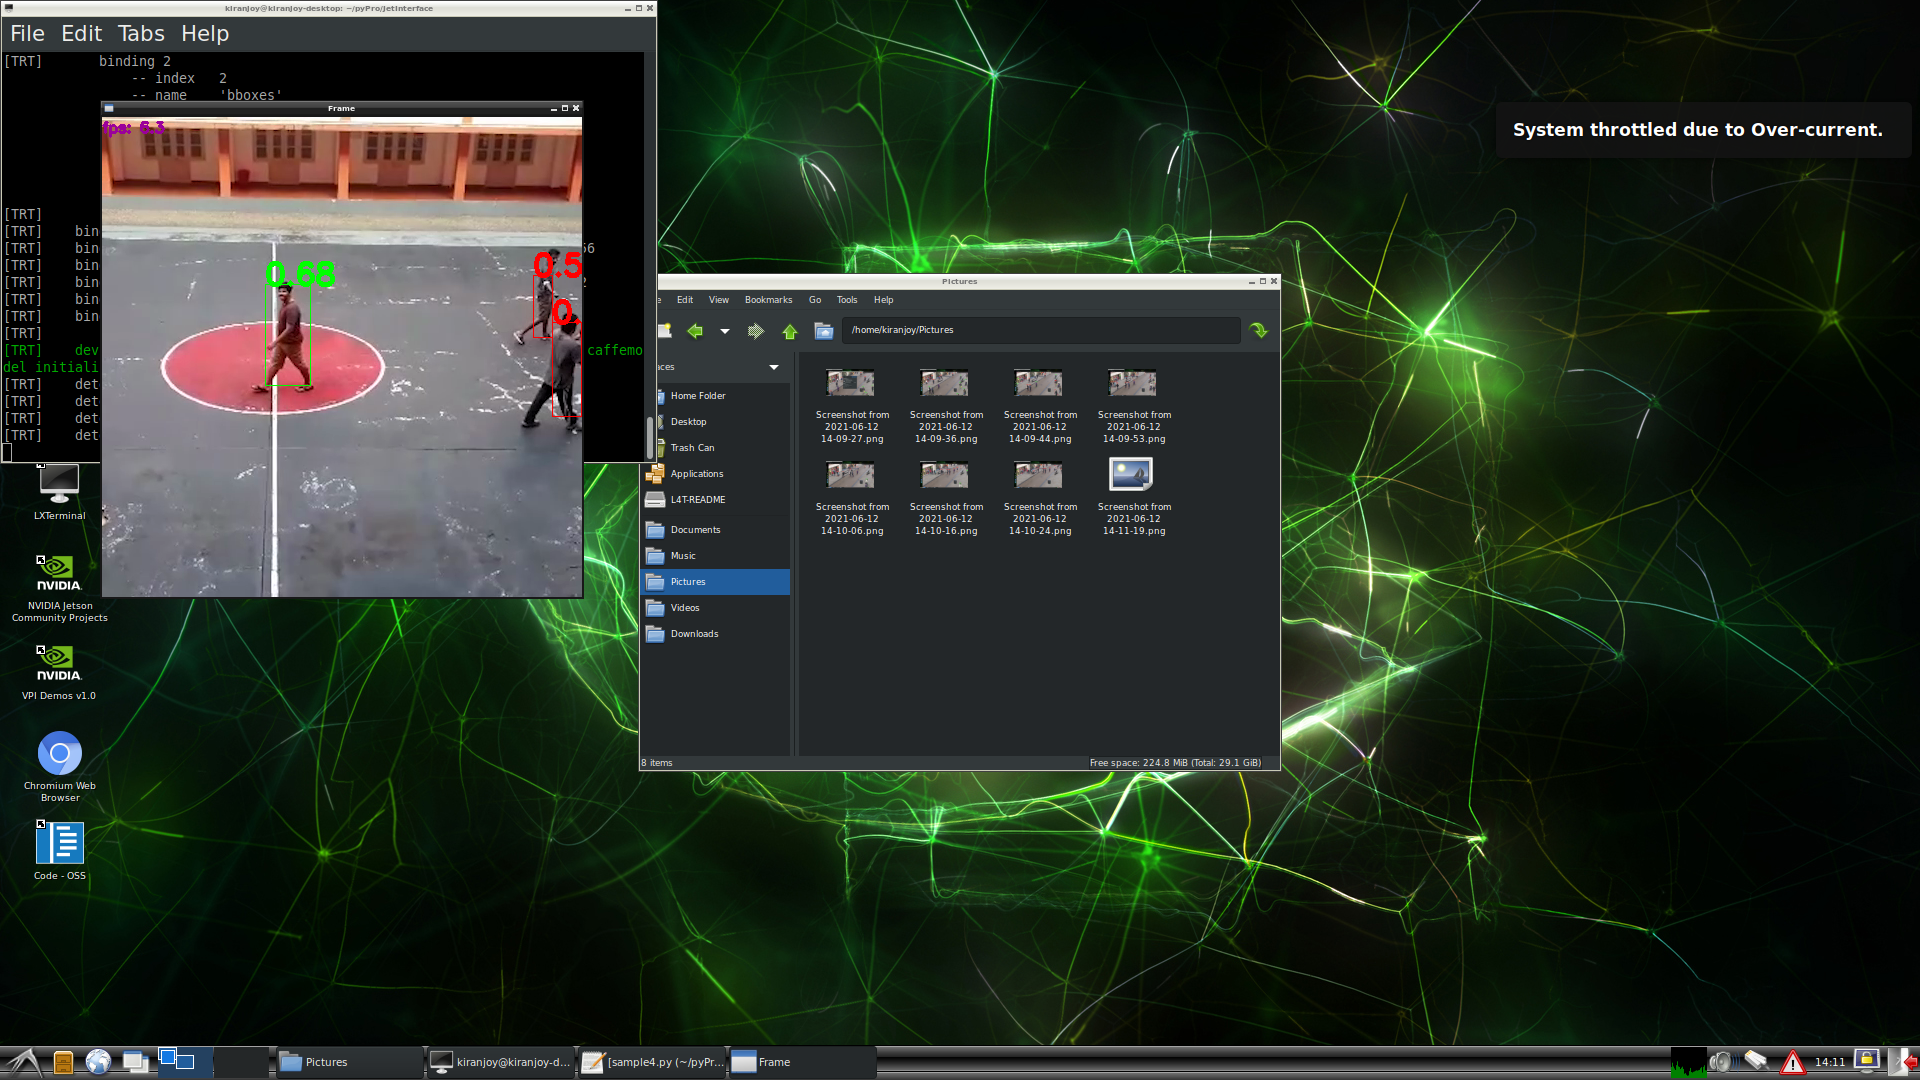 kiranjoy@kiranjoy-desktop: ~/pyPro/jetInterface
File Edit Tabs Help
[TRT] binding 2
-- index 2
-- name 'bboxes'
Frame
fps: 6.3
[TRT]
[TRT] bin
[TRT] bin 56
[TRT] bin
[TRT] bin
[TRT] bin
[TRT] bin
[TRT]
[TRT] dev caffemo
del initiali
[TRT] det
[TRT] det
[TRT] det
[TRT] det
0.68
0.5
0.
System throttled due to Over-current.
Pictures
Edit View Bookmarks Go Tools Help
/home/kiranjoy/Pictures
aces
Home Folder
Desktop
Trash Can
Applications
L4T-README
Documents
Music
Pictures
Videos
Downloads
Screenshot from 2021-06-12 14-09-27.png
Screenshot from 2021-06-12 14-09-36.png
Screenshot from 2021-06-12 14-09-44.png
Screenshot from 2021-06-12 14-09-53.png
Screenshot from 2021-06-12 14-10-06.png
Screenshot from 2021-06-12 14-10-16.png
Screenshot from 2021-06-12 14-10-24.png
Screenshot from 2021-06-12 14-11-19.png
8 items
Free space: 224.8 MiB (Total: 29.1 GiB)
LXTerminal
NVIDIA
NVIDIA Jetson
Community Projects
NVIDIA
VPI Demos v1.0
Chromium Web
Browser
Code - OSS
Pictures
kiranjoy@kiranjoy-d...
[sample4.py (~/pyPr...
Frame
14:11